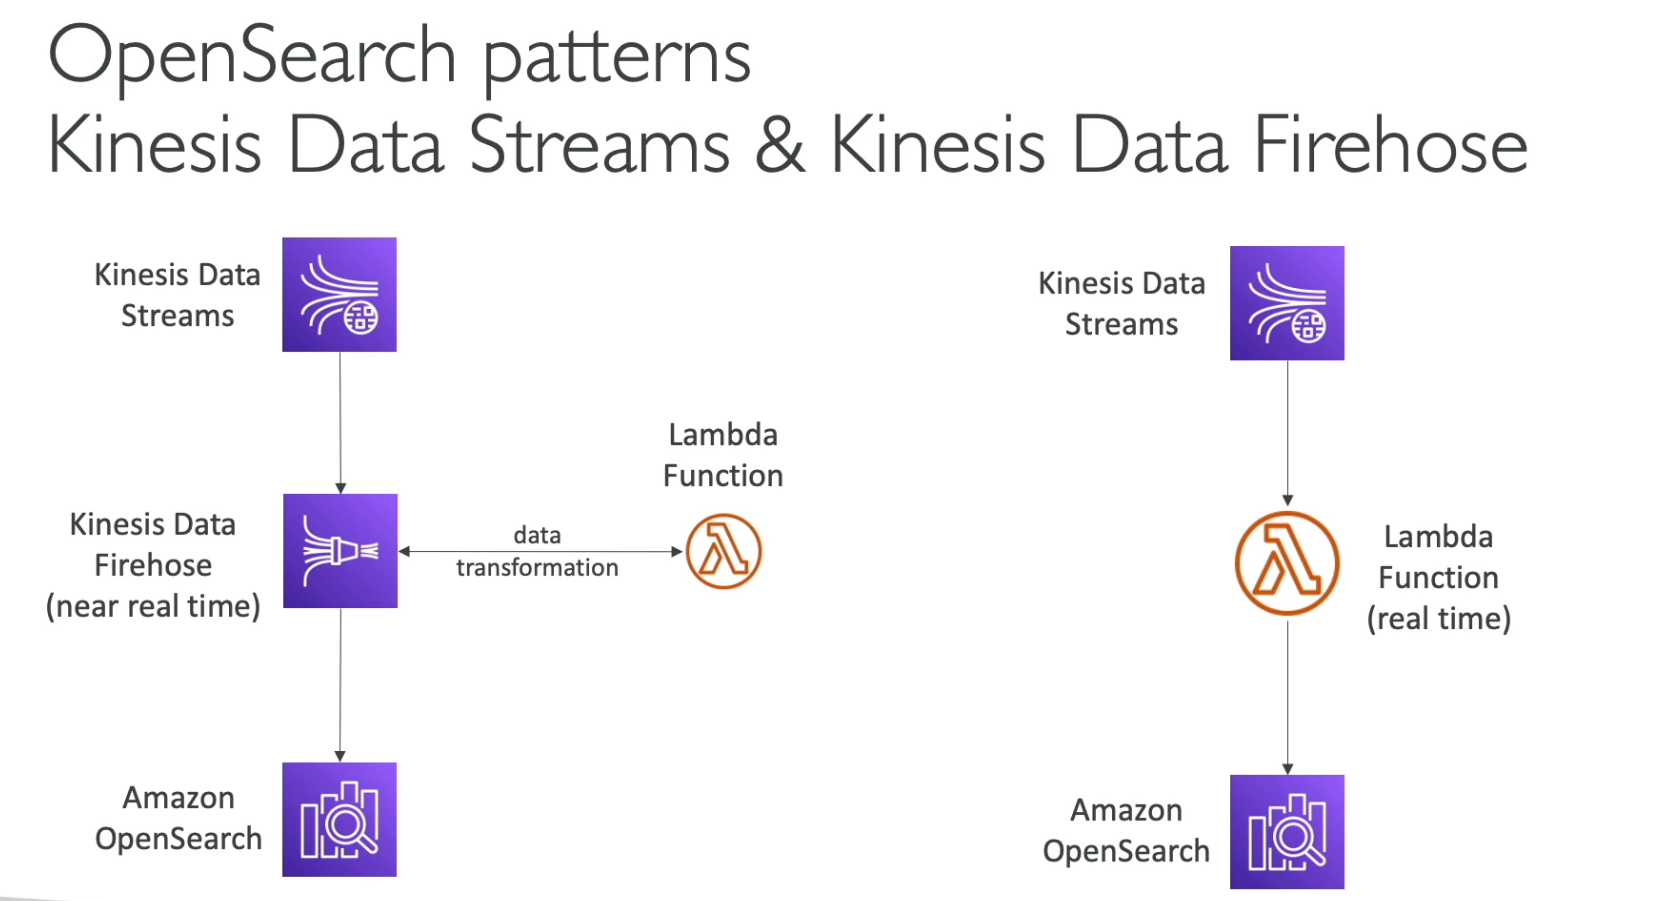 OpenSearch patterns
Kinesis Data Streams & Kinesis Data Firehose
Kinesis Data
Streams
Kinesis Data
Firehose
(near real time)
data
transformation
Lambda
Function
Amazon
OpenSearch
Kinesis Data
Streams
Lambda
Function
(real time)
Amazon
OpenSearch